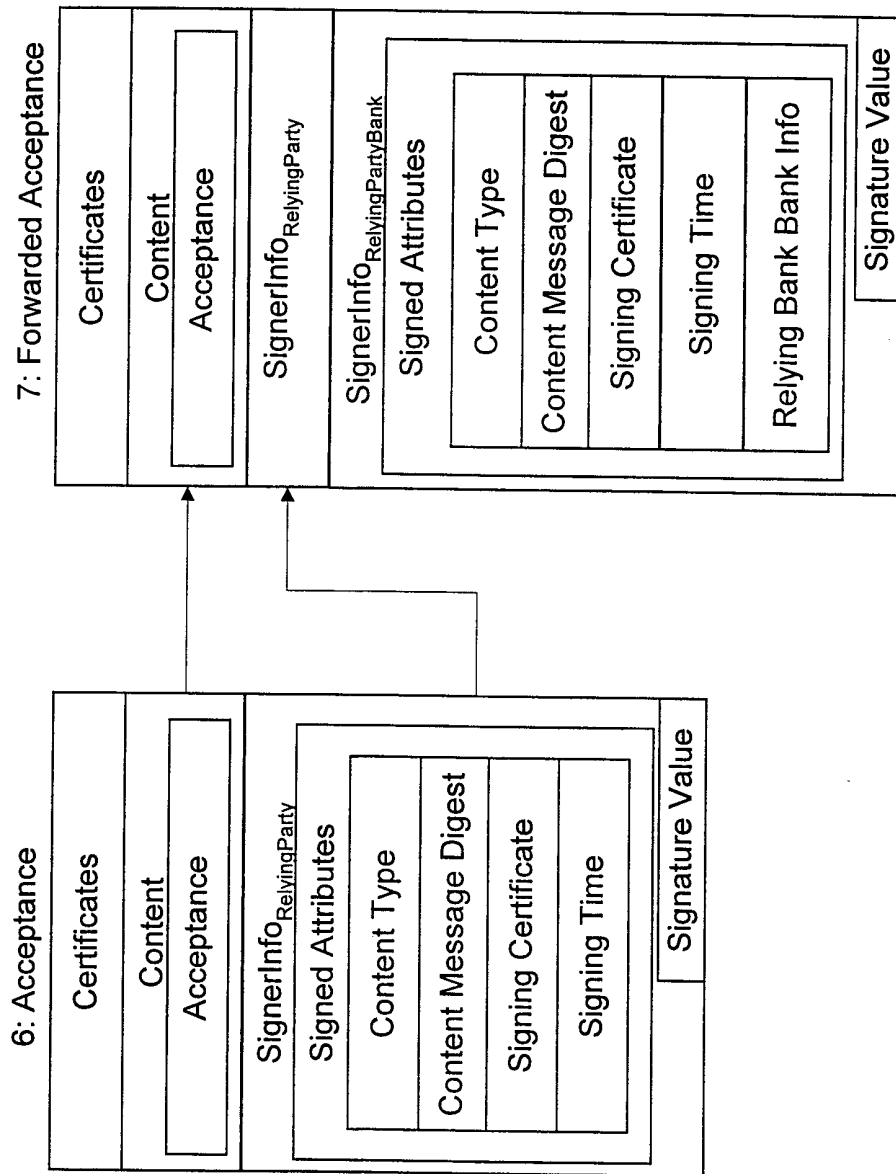 6: Acceptance
Certificates
Content
Acceptance
SignerInfoRelyingParty
Signed Attributes
Content Type
Content Message Digest
Signing Certificate
Signing Time
Signature Value
7: Forwarded Acceptance
Certificates
Content
Acceptance
SignerInfoRelyingParty
SignerInfoRelyingPartyBank
Signed Attributes
Content Type
Content Message Digest
Signing Certificate
Signing Time
Relying Bank Bank Info
Signature Value